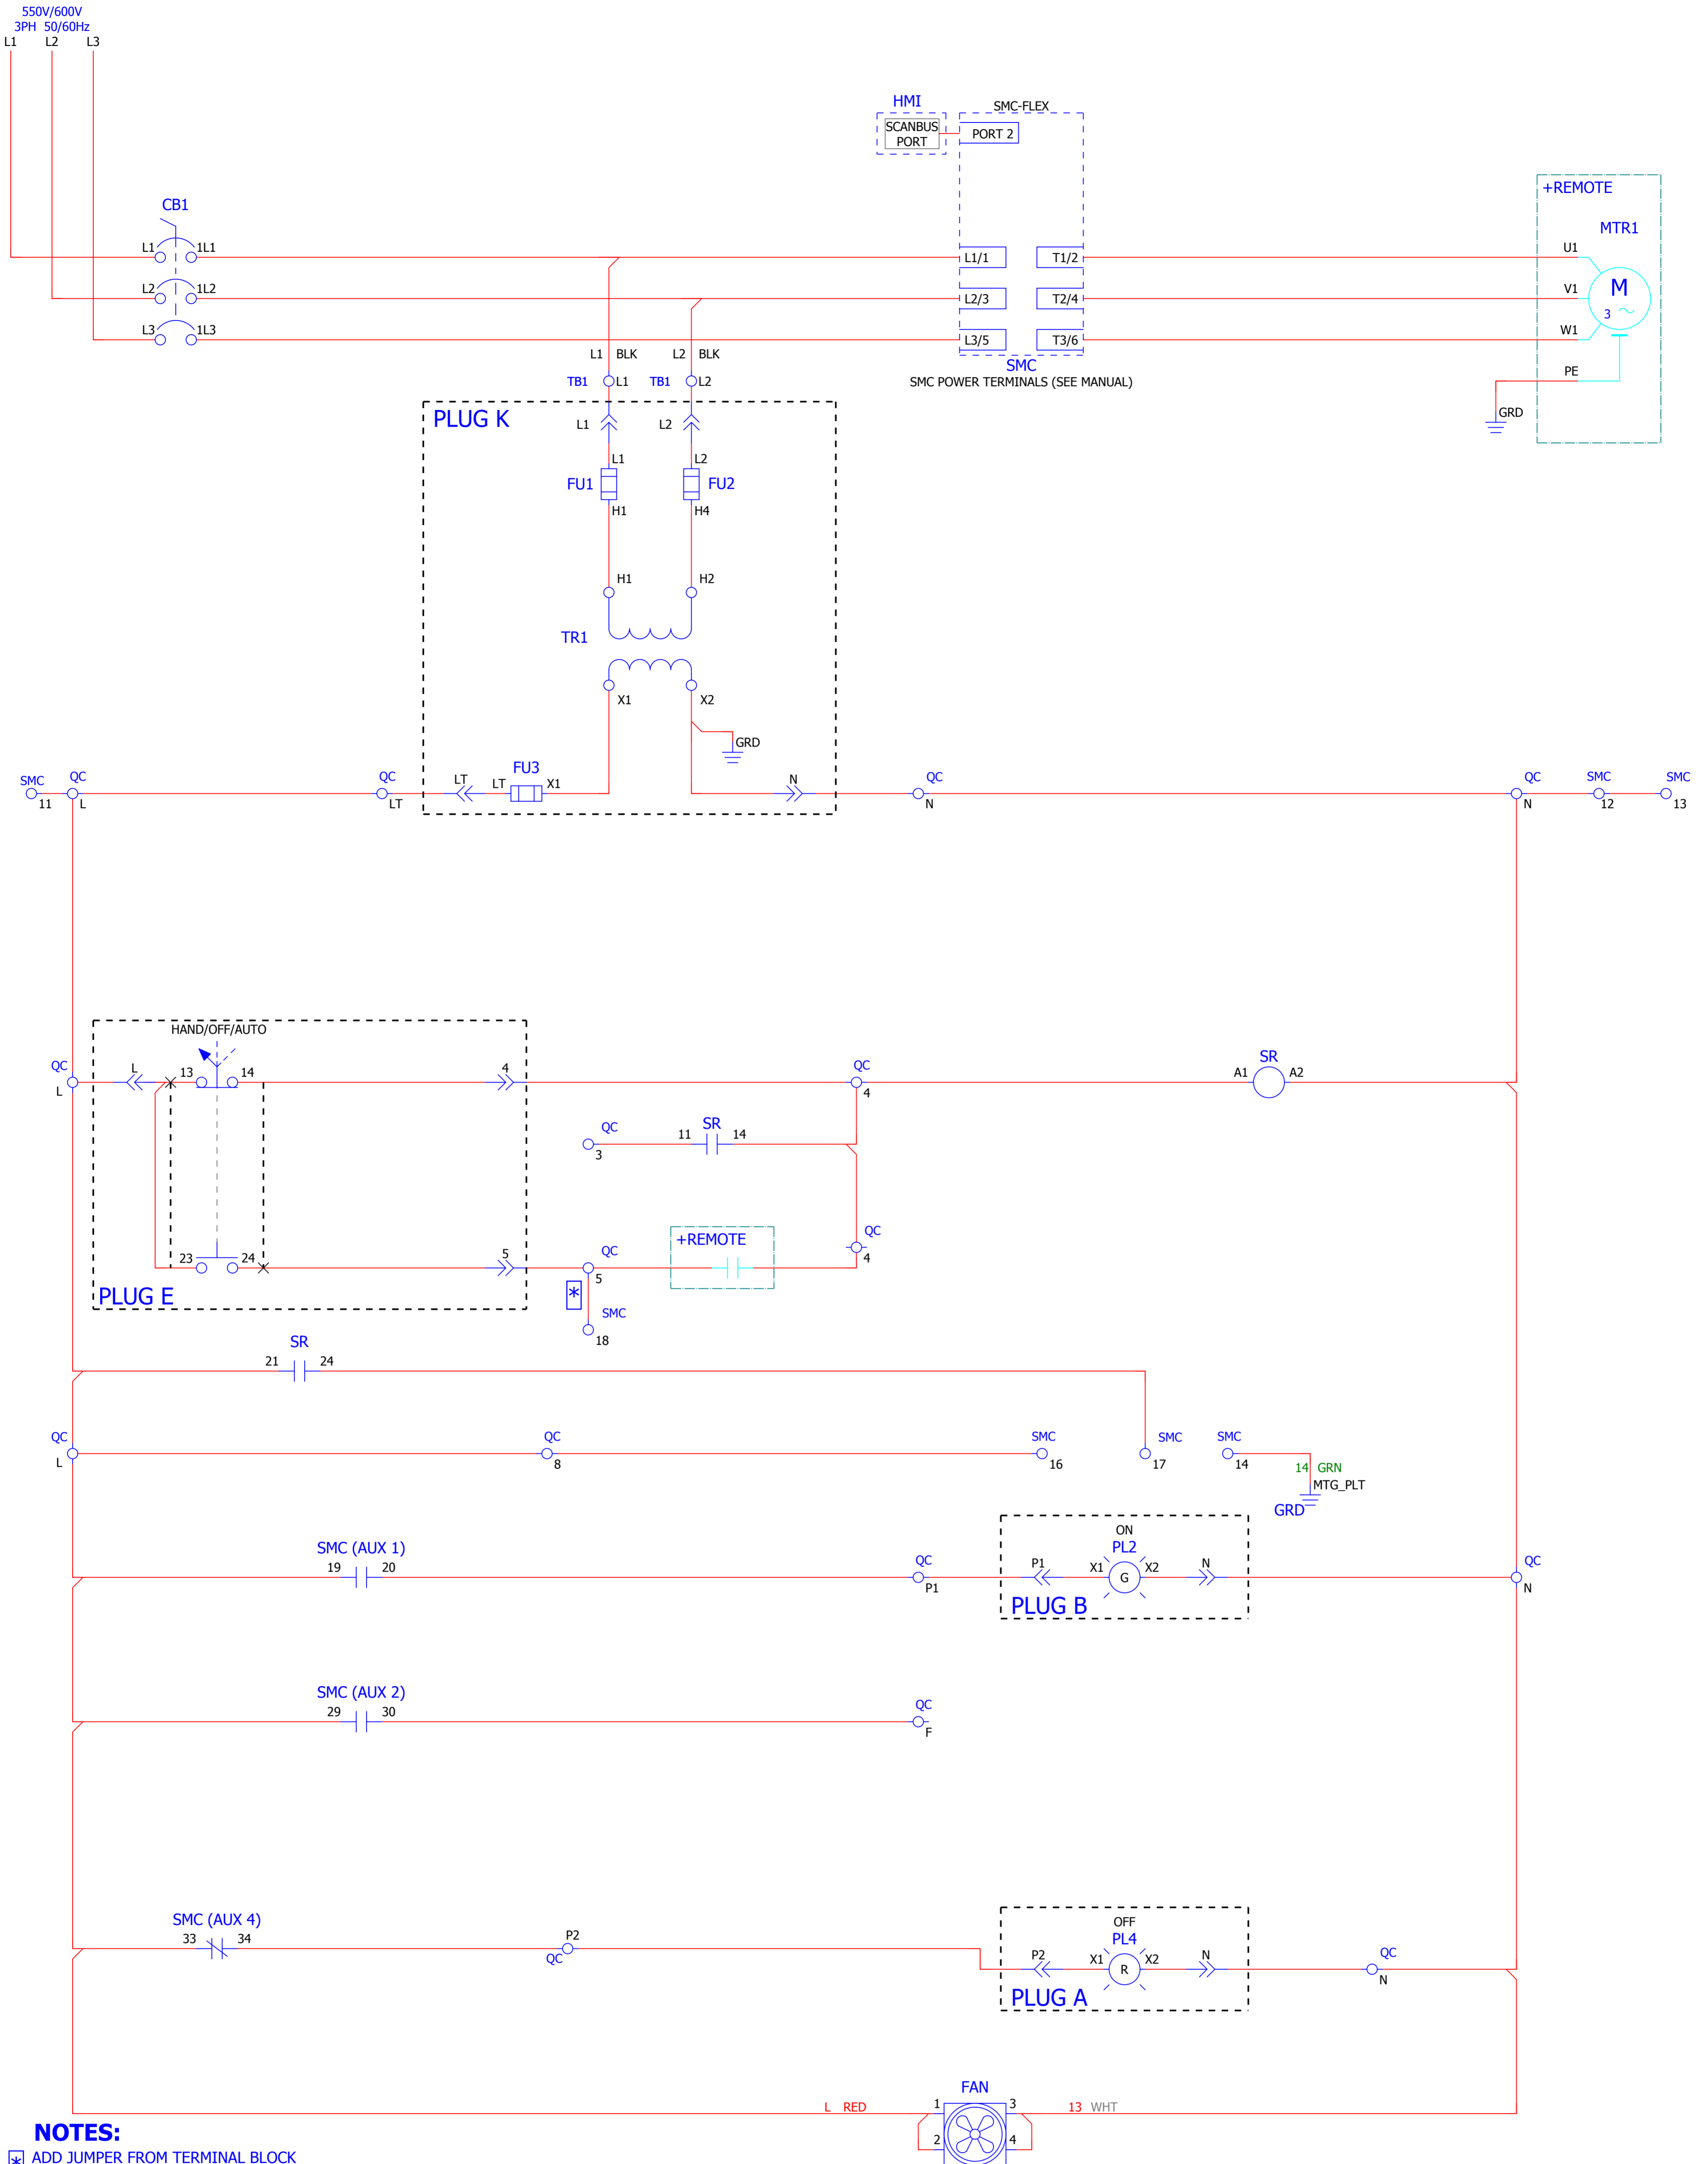 550V/600V
3PH 50/60Hz
L1 L2 L3
HMI
SMC-FLEX
SCANBUS
PORT
PORT 2
+REMOTE
MTR1
CB1
L1 1L1
L1/1 T1/2
U1
L2 1L2
L2/3 T2/4
V1
M
3
L3 1L3
L3/5 T3/6
W1
L1 BLK L2 BLK
SMC
SMC POWER TERMINALS (SEE MANUAL)
PE
TB1 L1 TB1 L2
GRD
PLUG K
L1 L2
L1 L2
FU1 FU2
H1 H4
H1 H2
TR1
X1 X2
GRD
SMC QC QC LT LT FU3 X1 N QC QC SMC SMC
11 L LT N N 12 13
HAND/OFF/AUTO
QC L 13 14 4 QC A1 SR A2
L 4
QC 11 SR 14
3
QC
4
+REMOTE
23 24 5 QC
5
PLUG E
*
SMC
18
SR
21 24
QC QC SMC SMC SMC
L 8 16 17 14
14 GRN
MTG_PLT
GRD
ON
SMC (AUX 1) PL2
19 20 QC P1 X1 G X2 N QC
P1 N
PLUG B
SMC (AUX 2)
29 30 QC
F
OFF
SMC (AUX 4) PL4
33 34 P2 P2 X1 R X2 N QC
QC N
PLUG A
FAN
L RED 1 3 13 WHT
2 4
NOTES:
* ADD JUMPER FROM TERMINAL BLOCK